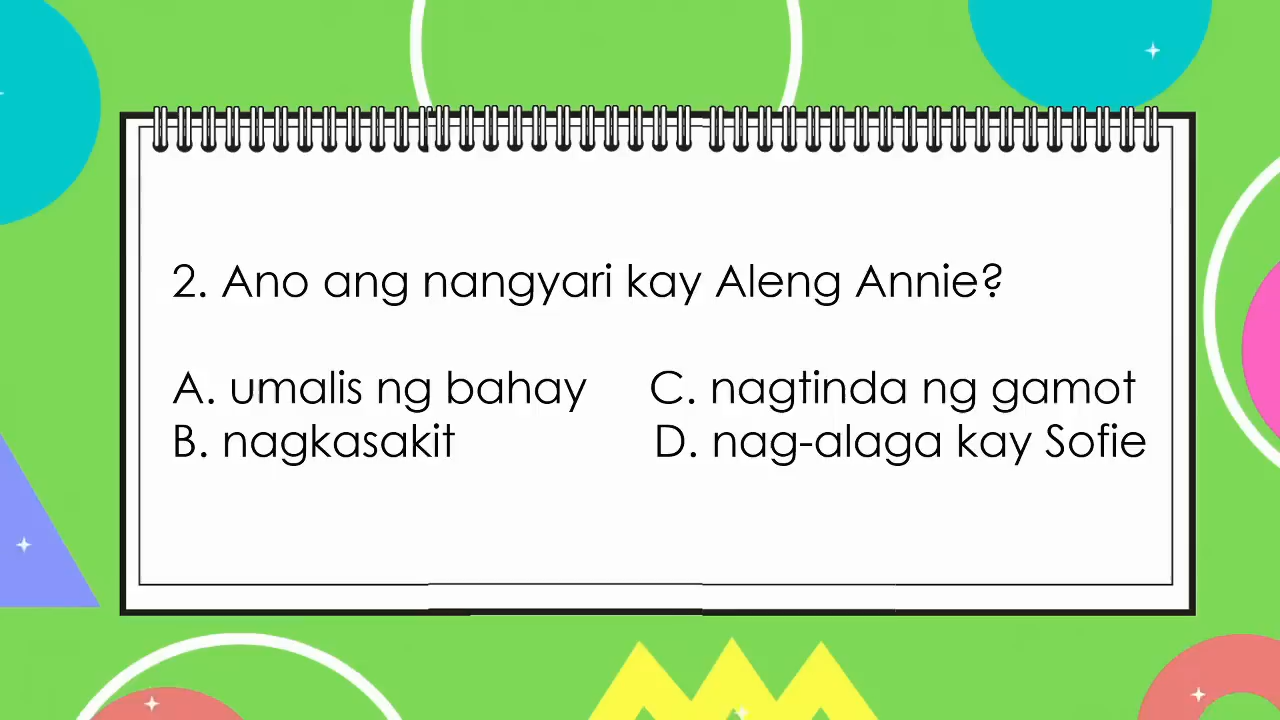 2. Ano ang nangyari kay Aleng Annie?
A. umalis ng bahay C. nagtinda ng gamot
B. nagkasakit D. nag-alaga kay Sofie